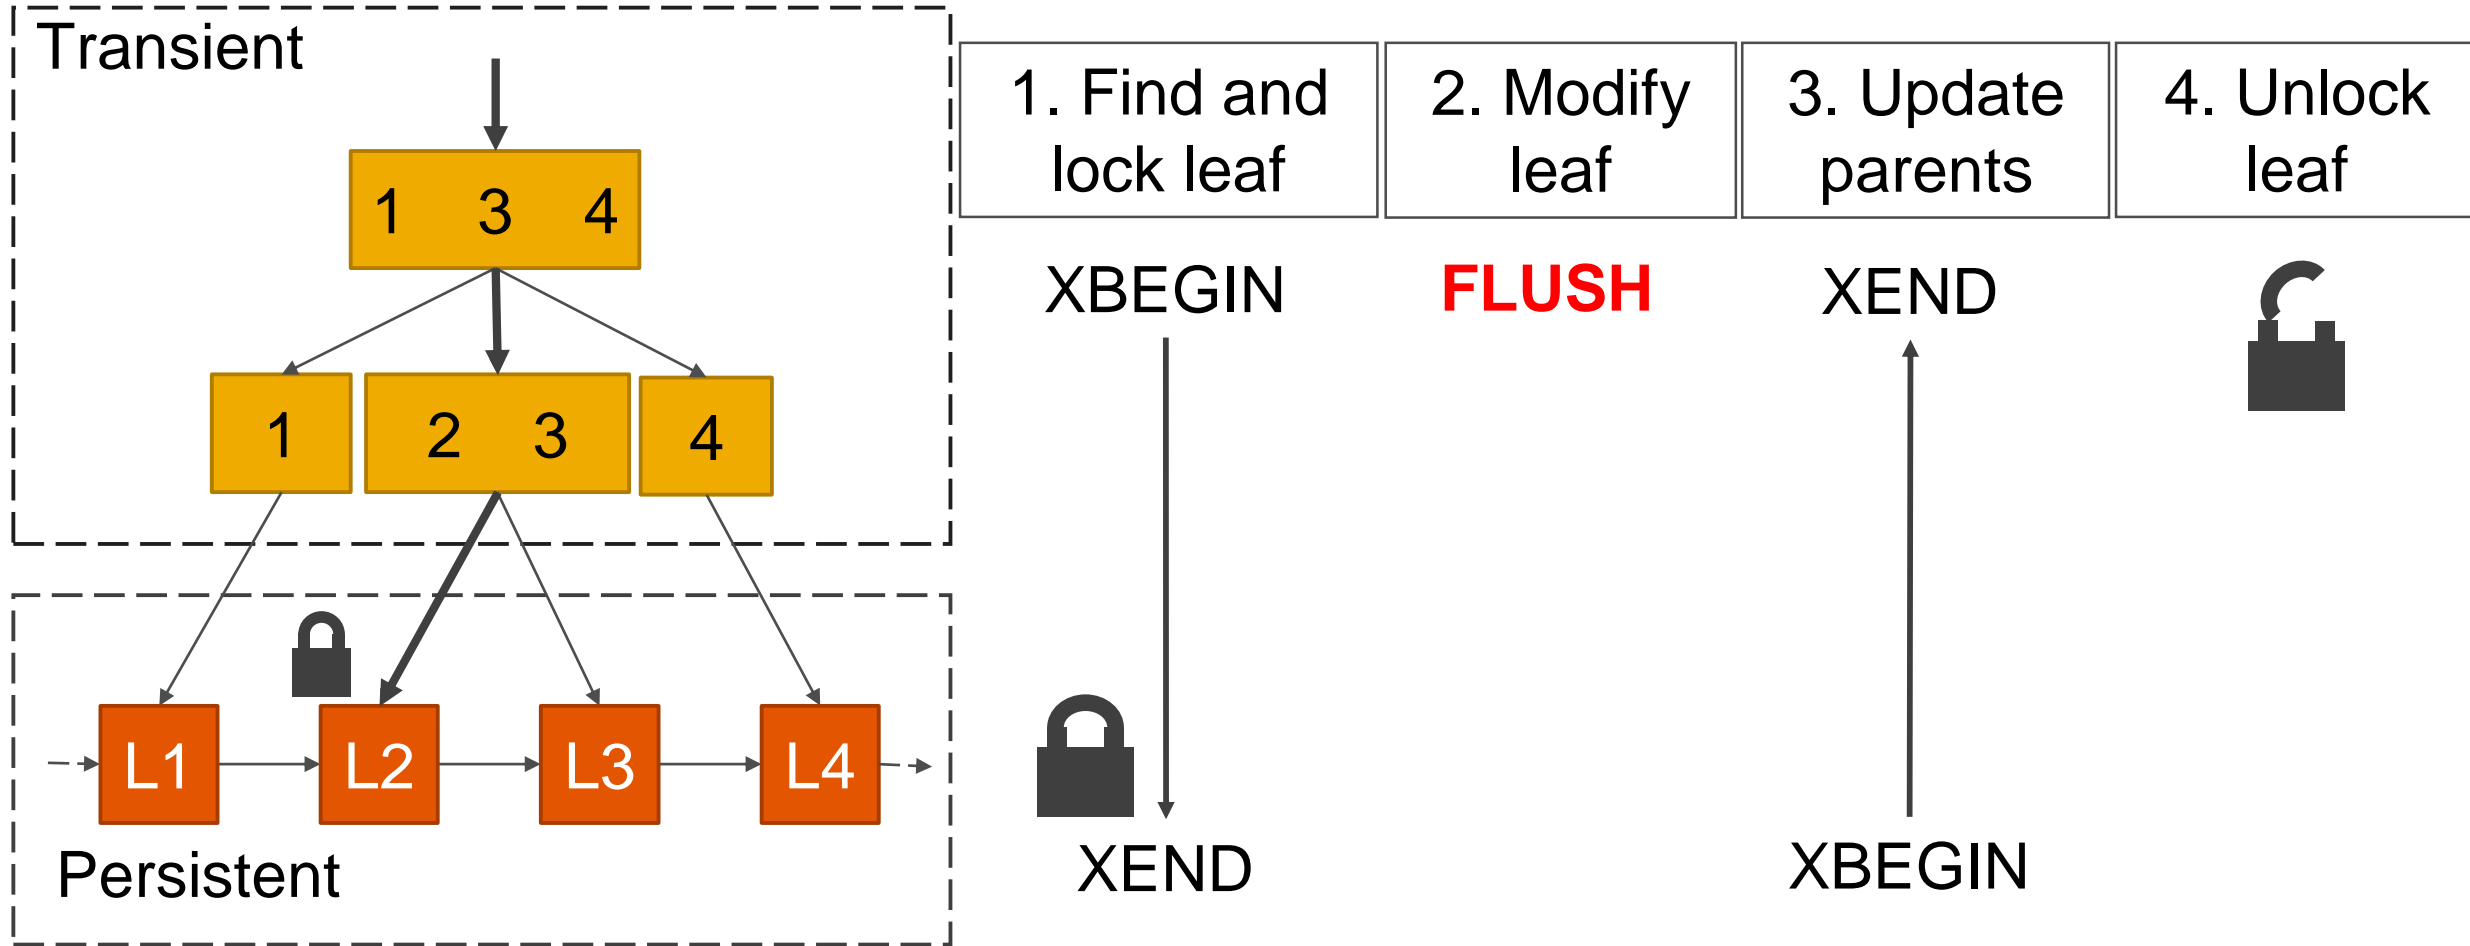 Transient
1 3 4
1
2 3
4
L1
L2
L3
L4
Persistent
1. Find and
lock leaf
2. Modify
leaf
3. Update
parents
4. Unlock
leaf
XBEGIN
FLUSH
XEND
XEND
XBEGIN